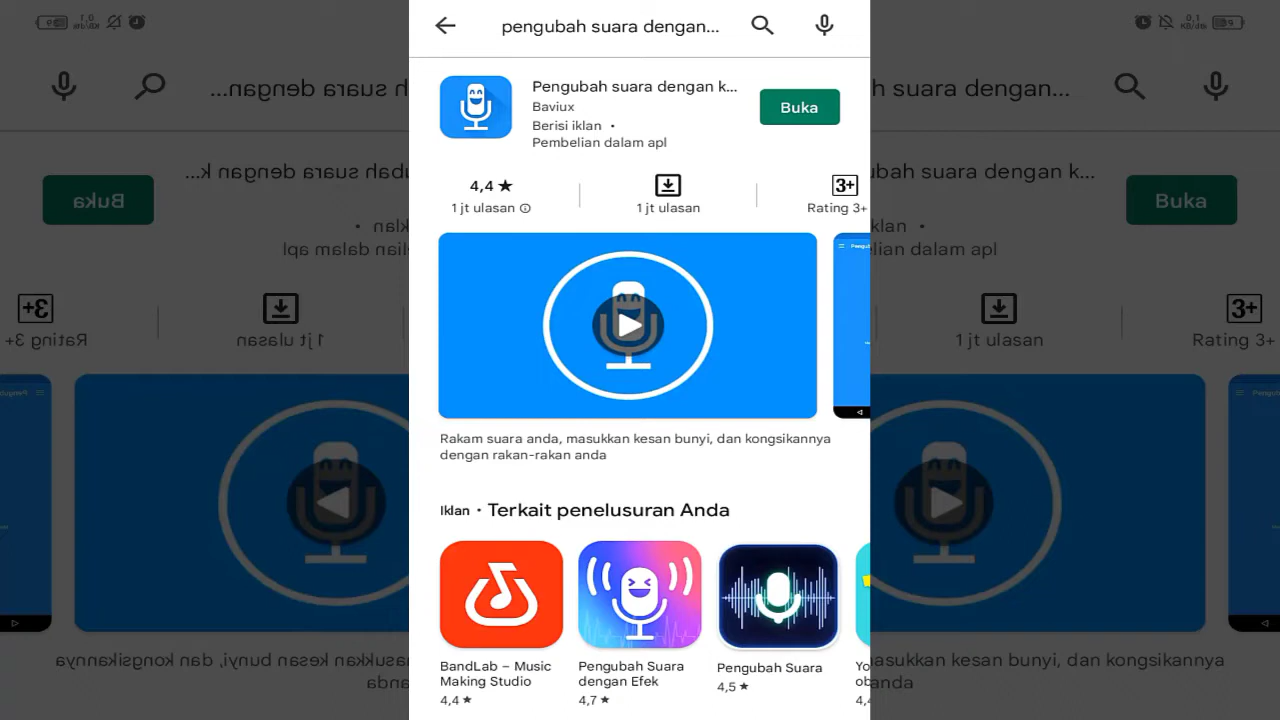 pengubah suara dengan...
Pengubah suara dengan k...
Baviux
Berisi iklan •
Pembelian dalam apl
Buka
4,4 ★
1 jt ulasan
1 jt ulasan
3+
Rating 3+
Rakam suara anda, masukkan kesan bunyi, dan kongsikannya
dengan rakan-rakan anda
Iklan • Terkait penelusuran Anda
BandLab – Music
Making Studio
4,4 ★
Pengubah Suara
dengan Efek
4,7 ★
Pengubah Suara
4,5 ★